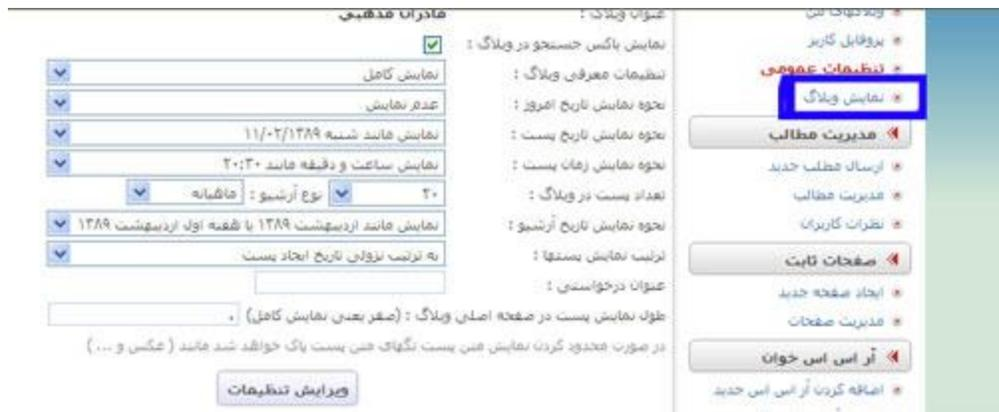 وبلاگهای من
پروفایل کاربر
تنظیمات عمومی
نمایش وبلاگ
مدیریت مطالب
ارسال مطلب جدید
مدیریت مطالب
نظرات کاربران
صفحات ثابت
ایجاد صفحه جدید
مدیریت صفحات
آر اس اس خوان
اضافه کردن آر اس اس جدید
عنوان وبلاگ : مادران مذهبی
نمایش باکس جستجو در وبلاگ :
تنظیمات معرفی وبلاگ : نمایش کامل
نحوه نمایش تاریخ امروز : عدم نمایش
نحوه نمایش تاریخ پست : نمایش مانند شنبه ۱۱/۰۲/۱۳۸۹
نحوه نمایش زمان پست : نمایش ساعت و دقیقه مانند ۲۰:۳۰
تعداد پست در وبلاگ : ۲۰ نوع آرشیو : ماهیانه
نحوه نمایش تاریخ آرشیو : نمایش مانند اردیبهشت ۱۳۸۹ یا هفته اول اردیبهشت ۱۳۸۹
ترتیب نمایش پستها : به ترتیب نزولی تاریخ ایجاد پست
عنوان درخواستی :
طول نمایش پست در صفحه اصلی وبلاگ : (صفر یعنی نمایش کامل) ۰
در صورت محدود کردن نمایش متن پست تگهای متن پست پاک خواهد شد مانند ( عکس و ... )
ویرایش تنظیمات